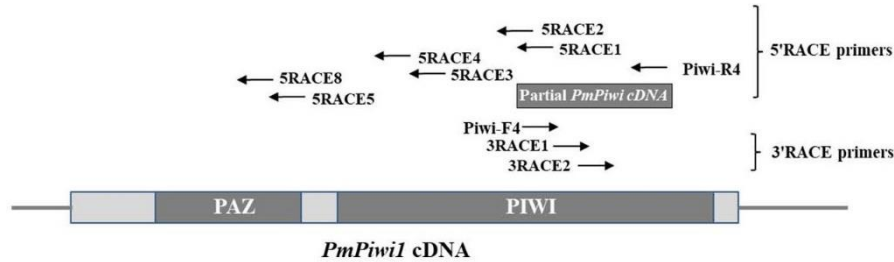 5RACE2
5RACE1
5RACE4
5RACE3
Piwi-R4
5RACE8
5RACE5
5'RACE primers
Partial PmPiwi cDNA
Piwi-F4
3RACE1
3RACE2
3'RACE primers
PAZ
PIWI
PmPiwi1 cDNA